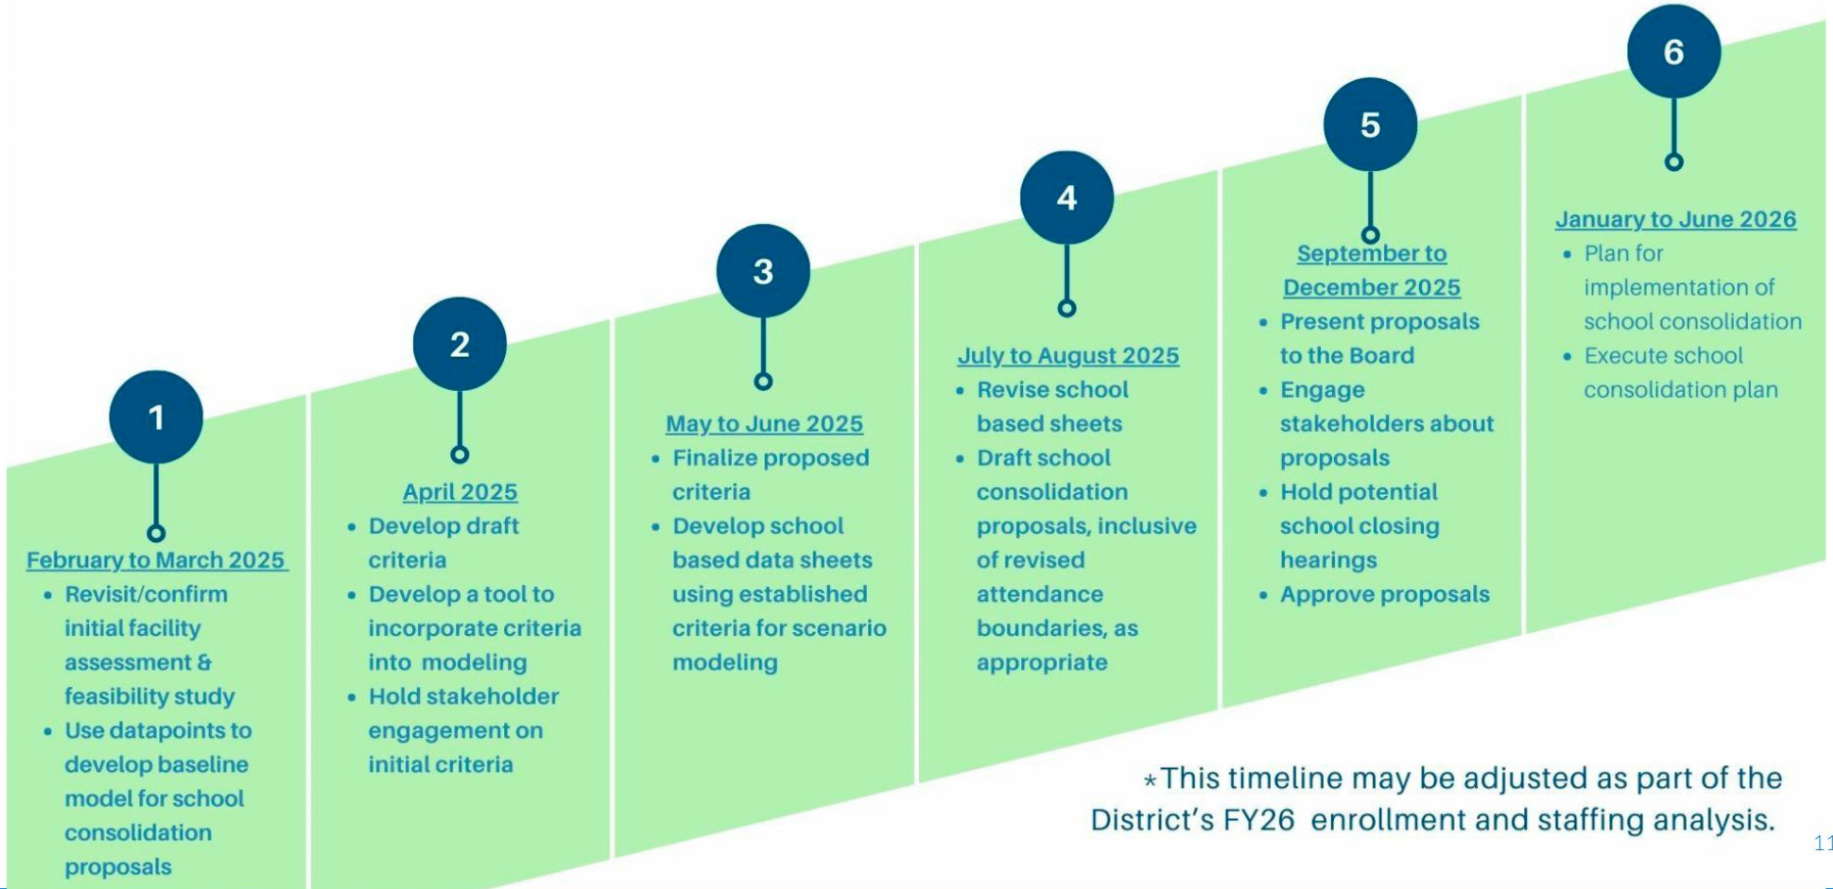 1
February to March 2025
• Revisit/confirm
initial facility
assessment &
feasibility study
• Use datapoints to
develop baseline
model for school
consolidation
proposals
2
April 2025
• Develop draft
criteria
• Develop a tool to
incorporate criteria
into modeling
• Hold stakeholder
engagement on
initial criteria
3
May to June 2025
• Finalize proposed
criteria
• Develop school
based data sheets
using established
criteria for scenario
modeling
4
July to August 2025
• Revise school
based sheets
• Draft school
consolidation
proposals, inclusive
of revised
attendance
boundaries, as
appropriate
5
September to
December 2025
• Present proposals
to the Board
• Engage
stakeholders about
proposals
• Hold potential
school closing
hearings
• Approve proposals
6
January to June 2026
• Plan for
implementation of
school consolidation
• Execute school
consolidation plan
*This timeline may be adjusted as part of the
District's FY26 enrollment and staffing analysis.
11